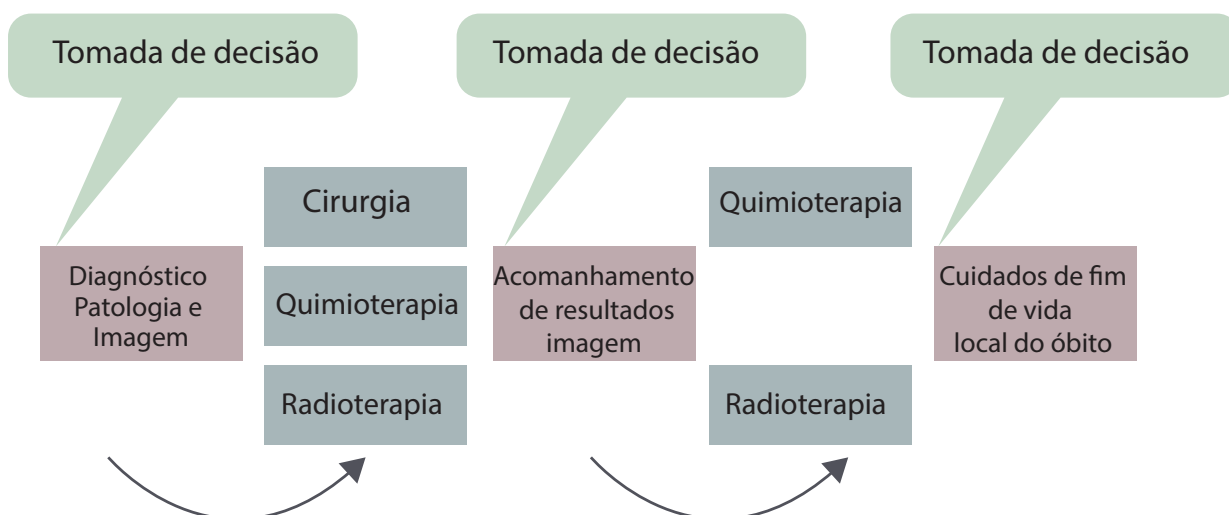 Tomada de decisão
Tomada de decisão
Tomada de decisão
Diagnóstico
Patologia e
Imagem
Cirurgia
Quimioterapia
Radioterapia
Acomanhamento
de resultados
imagem
Quimioterapia
Radioterapia
Cuidados de fim
de vida
local do óbito